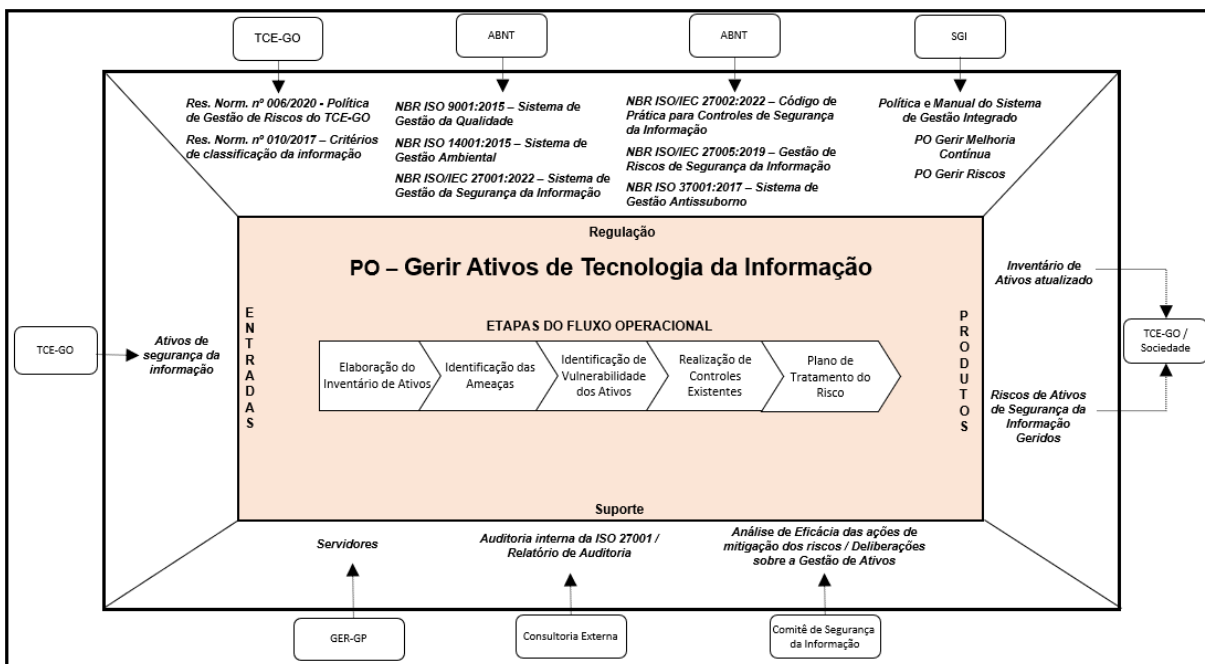 TCE-GO
ABNT
ABNT
SGI
Res. Norm. nº 006/2020 - Política
de Gestão de Riscos do TCE-GO
Res. Norm. nº 010/2017 – Critérios
de classificação da informação
NBR ISO 9001:2015 – Sistema de
Gestão da Qualidade
NBR ISO 14001:2015 – Sistema de
Gestão Ambiental
NBR ISO/IEC 27001:2022 – Sistema de
Gestão da Segurança da Informação
NBR ISO/IEC 27002:2022 – Código de
Prática para Controles de Segurança
da Informação
NBR ISO/IEC 27005:2019 – Gestão de
Riscos de Segurança da Informação
NBR ISO 37001:2017 – Sistema de
Gestão Antissuborno
Política e Manual do Sistema
de Gestão Integrado
PO Gerir Melhoria
Contínua
PO Gerir Riscos
Regulação
PO – Gerir Ativos de Tecnologia da Informação
TCE-GO
Ativos de
segurança da
informação
ENTRADAS
ETAPAS DO FLUXO OPERACIONAL
Elaboração do
Inventário de Ativos
Identificação das
Ameaças
Identificação de
Vulnerabilidade
dos Ativos
Realização de
Controles
Existentes
Plano de
Tratamento do
Risco
PRODUTOS
Inventário de
Ativos atualizado
TCE-GO /
Sociedade
Riscos de Ativos
de Segurança da
Informação
Geridos
Suporte
Servidores
Auditoria interna da ISO 27001 /
Relatório de Auditoria
Análise de Eficácia das ações de
mitigação dos riscos / Deliberações
sobre a Gestão de Ativos
GER-GP
Consultoria Externa
Comitê de Segurança
da Informação